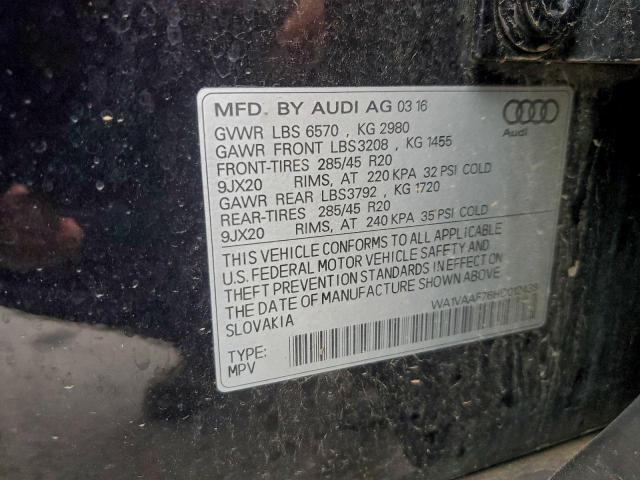 MFD. BY AUDI AG 03 16
GVWR LBS 6570 , KG 2980
GAWR FRONT LBS3208 , KG 1455
FRONT-TIRES 285/45 R20
9JX20 RIMS, AT 220 KPA 32 PSI COLD
GAWR REAR LBS3792 , KG 1720
REAR-TIRES 285/45 R20
9JX20 RIMS, AT 240 KPA 35 PSI COLD
THIS VEHICLE CONFORMS TO ALL APPLICABLE
U.S. FEDERAL MOTOR VEHICLE SAFETY AND
THEFT PREVENTION STANDARDS IN EFFECT ON
THE DATE OF MANUFACTURE SHOWN ABOVE.
SLOVAKIA
WA1VAAF76HD012439
TYPE:
MPV
Audi